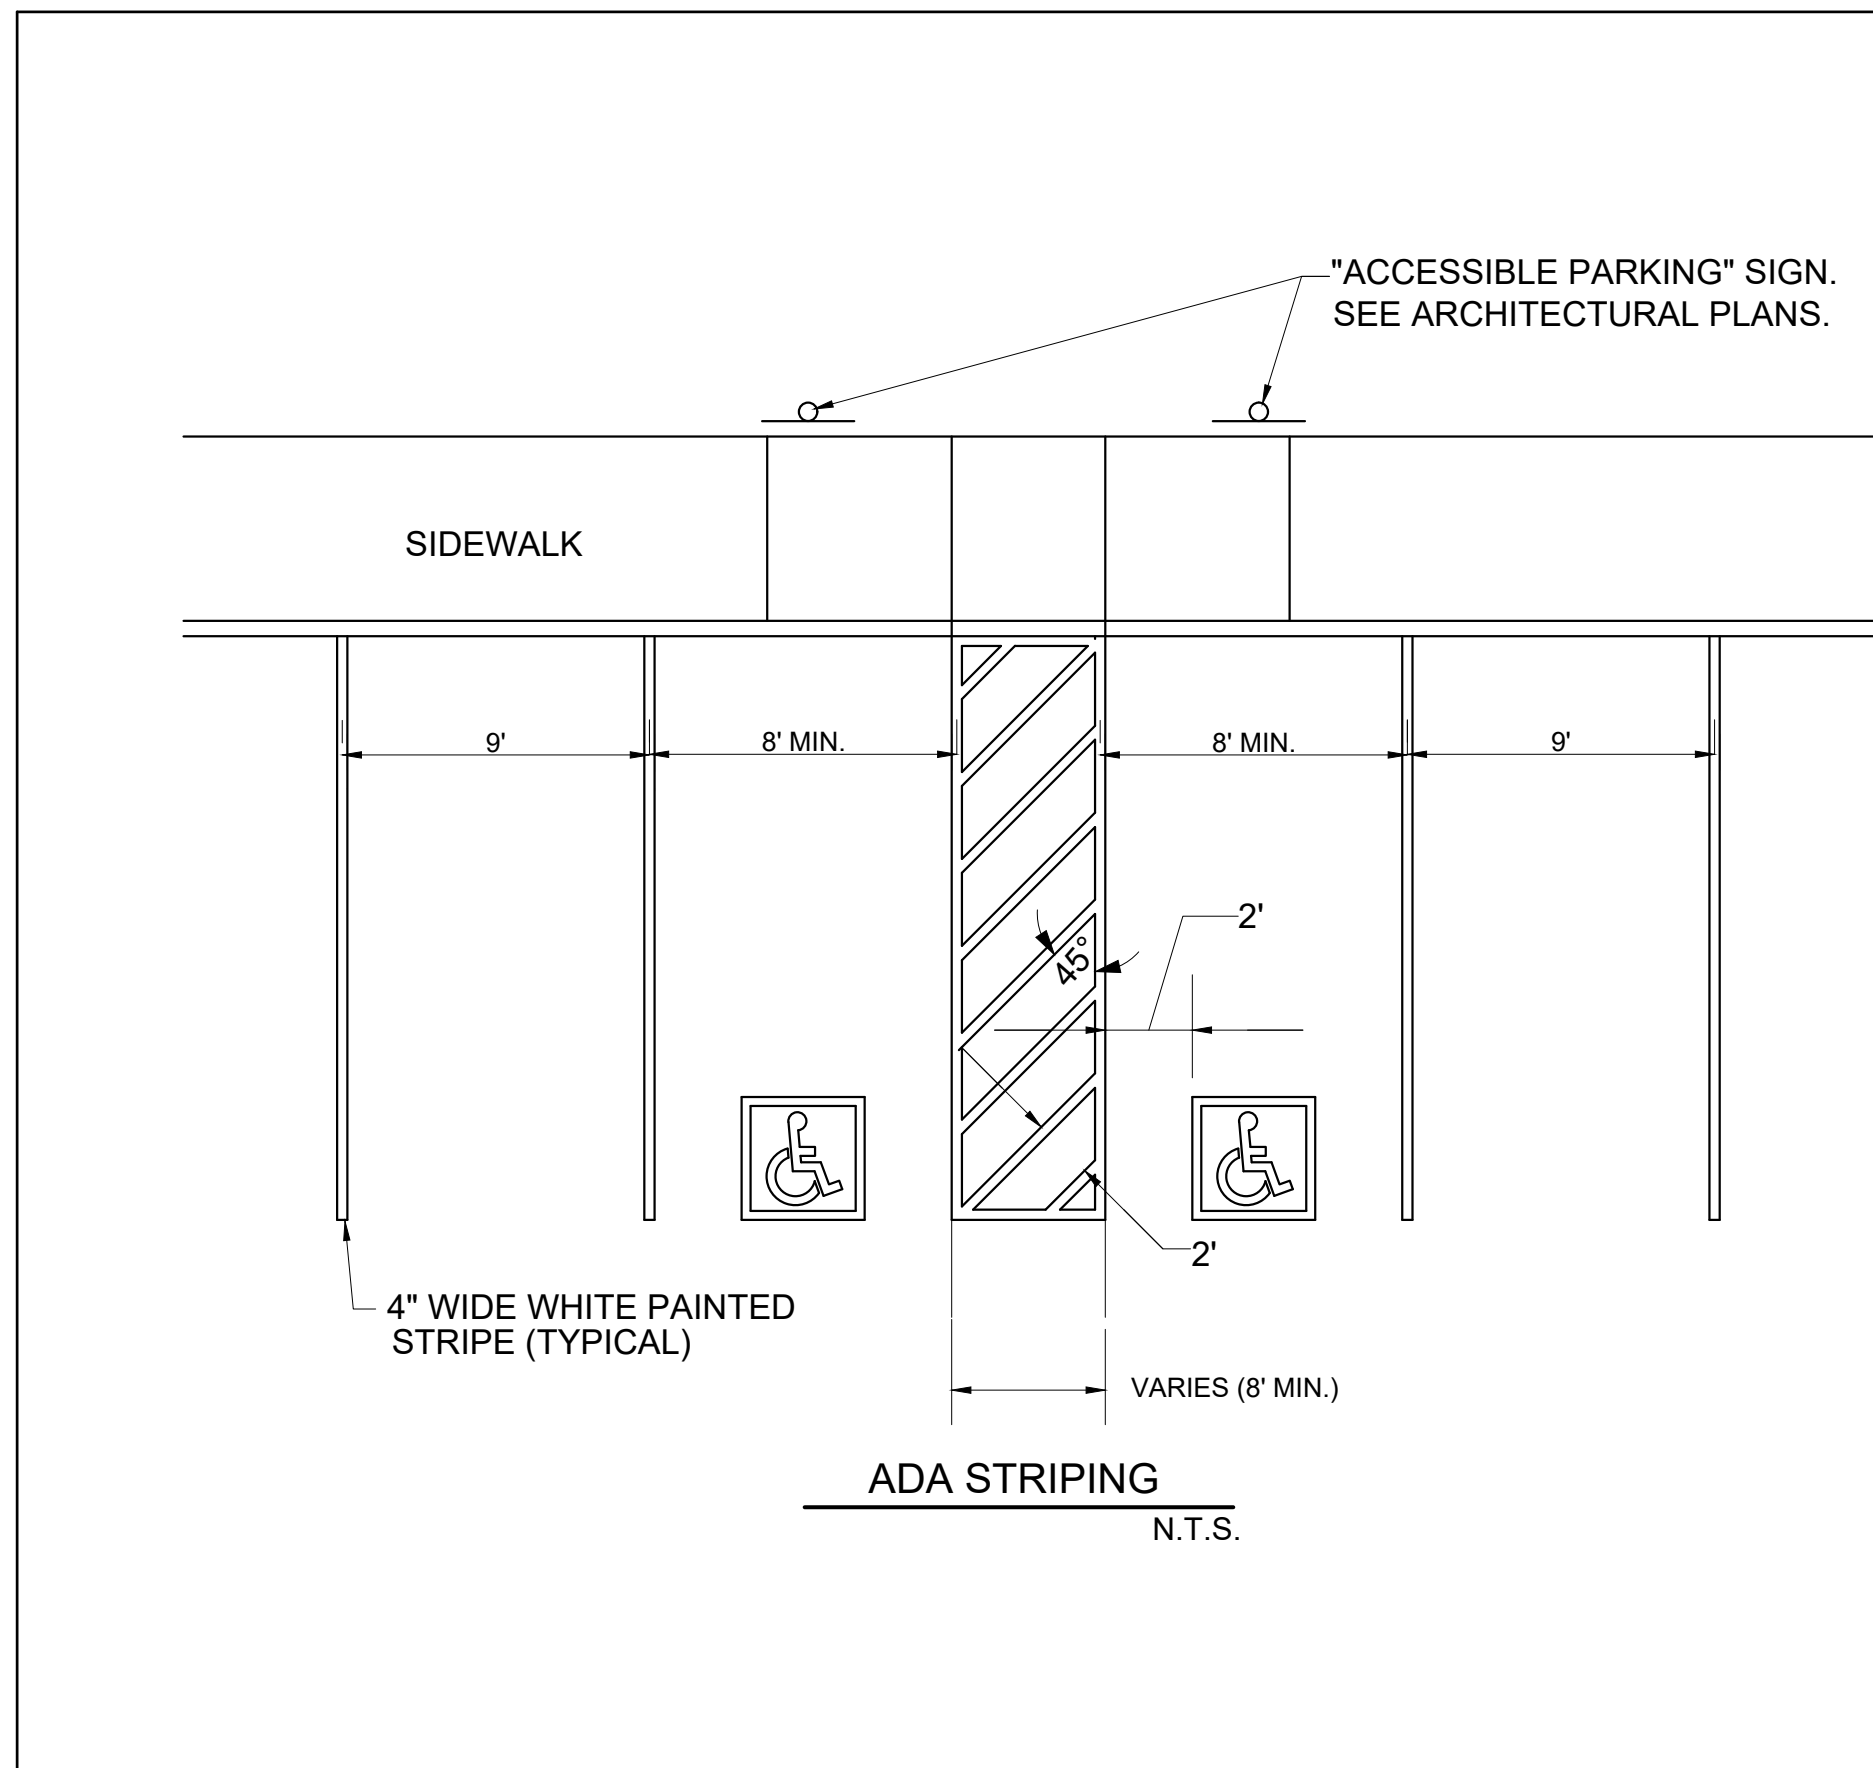 "ACCESSIBLE PARKING" SIGN.
SEE ARCHITECTURAL PLANS.
SIDEWALK
9'
8' MIN.
8' MIN.
9'
2'
45°
2'
4" WIDE WHITE PAINTED
STRIPE (TYPICAL)
VARIES (8' MIN.)
ADA STRIPING
N.T.S.